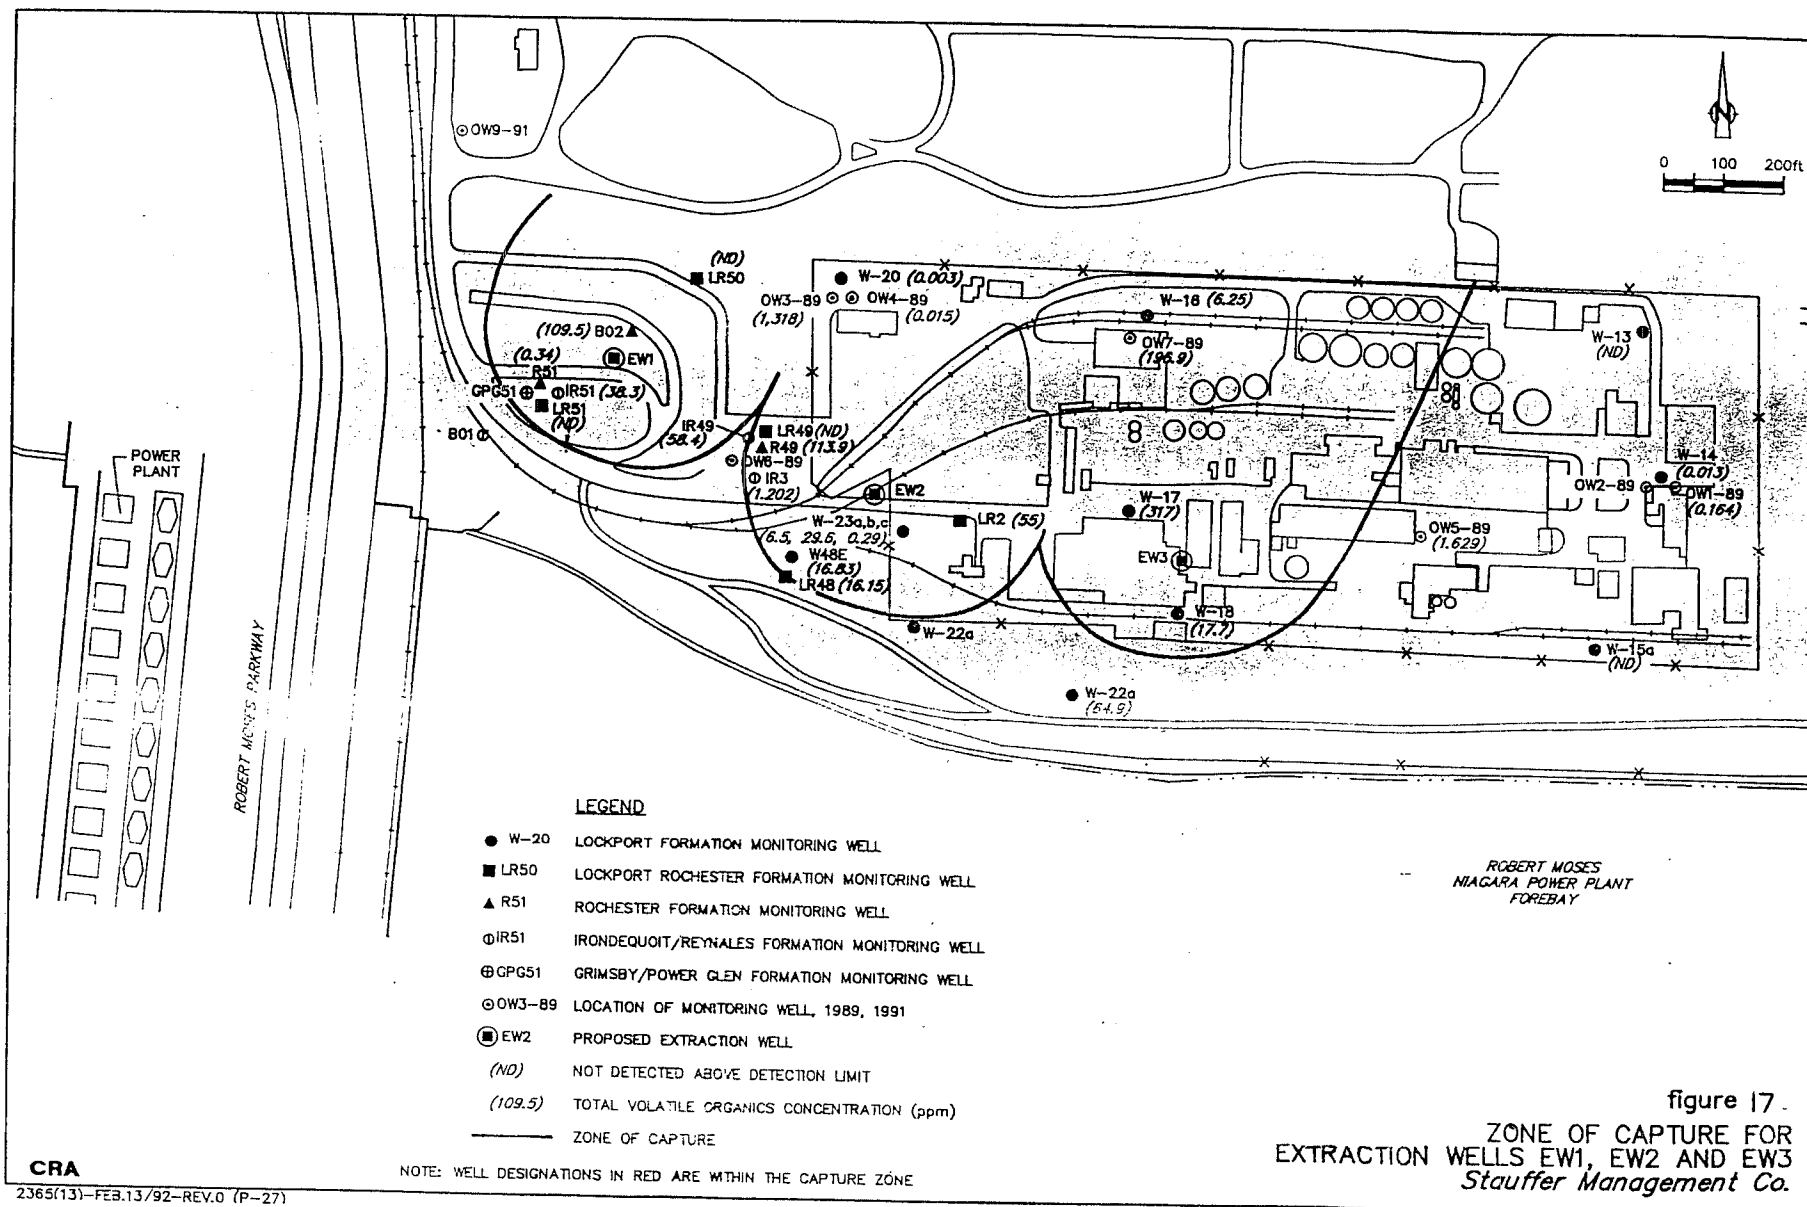 OW9-91
N
0 100 200ft
(ND)
LR50
W-20 (0.003)
OW3-89
(1,318)
OW4-89
(0.015)
W-16 (6.25)
OW7-89
(196.9)
W-13
(ND)
(109.5) B02
EW1
(0.34)
R51
GPG51
IR51 (38.3)
LR51
(ND)
B01
IR49
(58.4)
LR49(ND)
R49 (113.9)
OW6-89
IR3
(1.202)
EW2
POWER
PLANT
W-14
(0.013)
OW2-89
OW1-89
(0.164)
W-17
(317)
LR2 (55)
W-23a,b,c
(6.5, 29.6, 0.29)
OW5-89
(1.629)
W48E
(16.83)
LR48 (16.15)
EW3
W-18
(17.7)
W-22a
W-15a
(ND)
W-22a
(64.9)
ROBERT MOSES PARKWAY
ROBERT MOSES
NIAGARA POWER PLANT
FOREBAY
LEGEND
W-20 LOCKPORT FORMATION MONITORING WELL
LR50 LOCKPORT ROCHESTER FORMATION MONITORING WELL
R51 ROCHESTER FORMATION MONITORING WELL
IR51 IRONDEQUOIT/REYNALES FORMATION MONITORING WELL
GPG51 GRIMSBY/POWER GLEN FORMATION MONITORING WELL
OW3-89 LOCATION OF MONITORING WELL, 1989, 1991
EW2 PROPOSED EXTRACTION WELL
(ND) NOT DETECTED ABOVE DETECTION LIMIT
(109.5) TOTAL VOLATILE ORGANICS CONCENTRATION (ppm)
ZONE OF CAPTURE
NOTE: WELL DESIGNATIONS IN RED ARE WITHIN THE CAPTURE ZONE
figure 17
ZONE OF CAPTURE FOR
EXTRACTION WELLS EW1, EW2 AND EW3
Stauffer Management Co.
CRA
2365(13)-FEB.13/92-REV.0 (P-27)